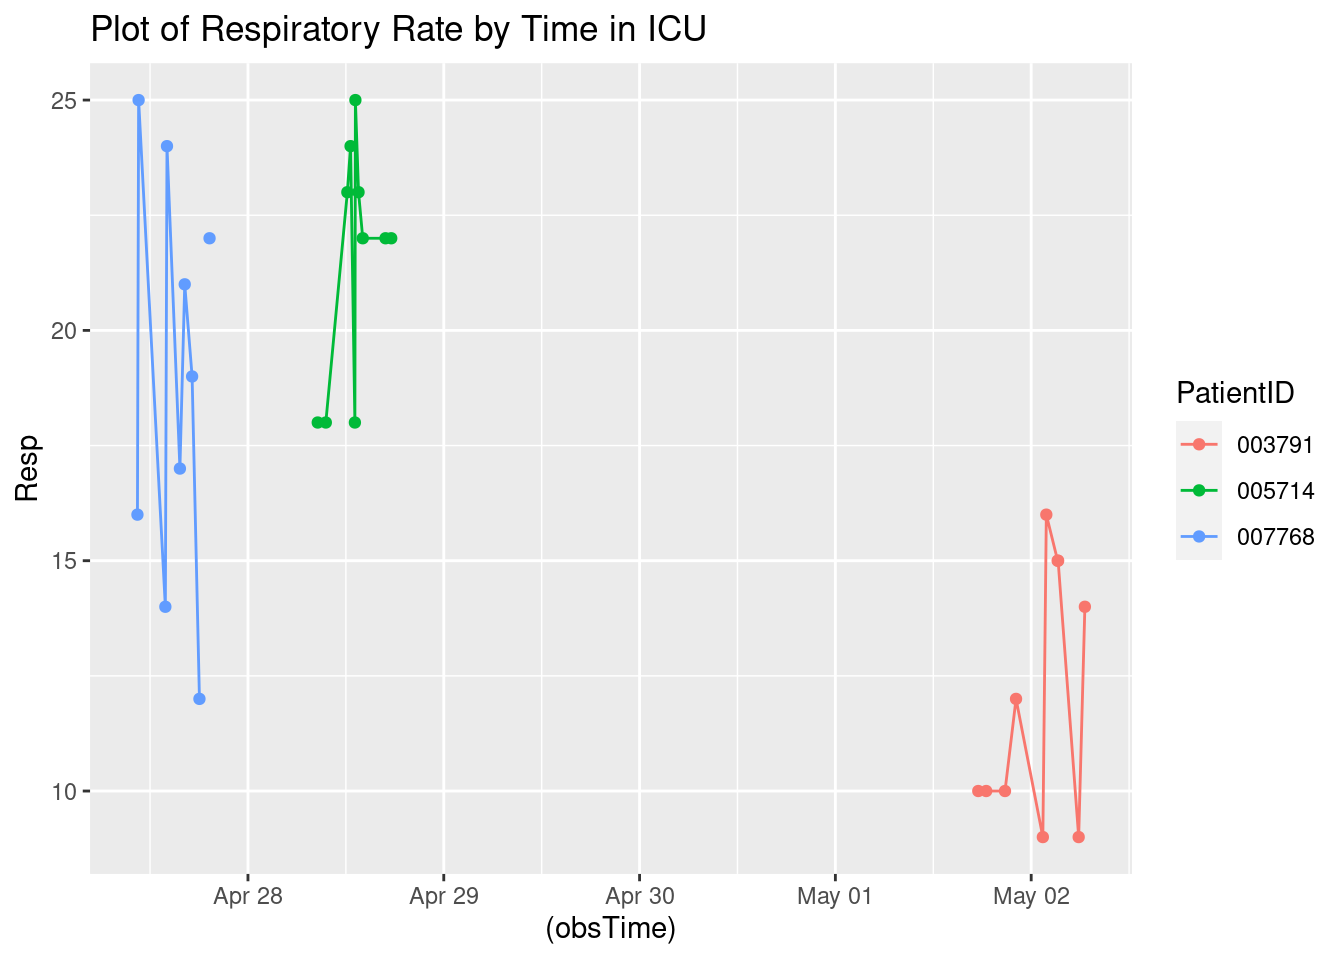 Plot of Respiratory Rate by Time in ICU
25
20
15
10
Resp
Apr 28 Apr 29 Apr 30 May 01 May 02
(obsTime)
PatientID
003791
005714
007768